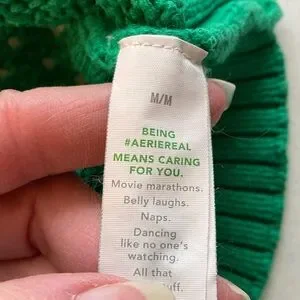 M/M
BEING
#AERIEREAL
MEANS CARING
FOR YOU.
Movie marathons.
Belly laughs.
Naps.
Dancing
like no one's
watching.
All that